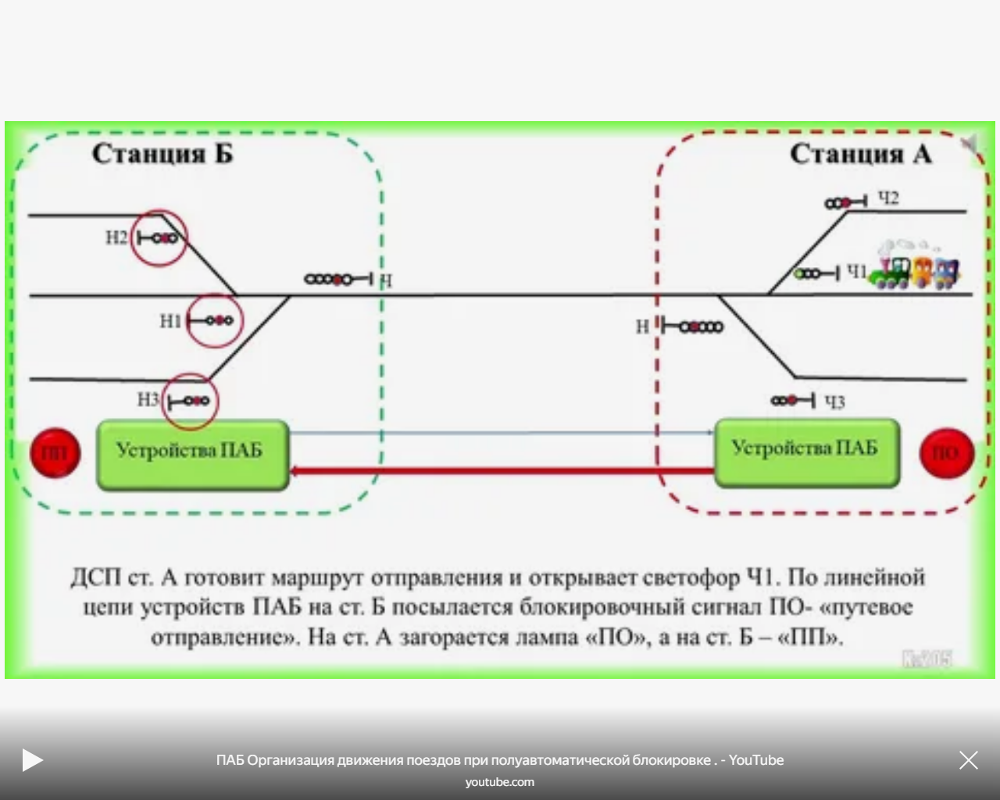 Станция Б
Станция А
Ч2
Н2
Ч
Ч1
Н1
Н
Н3
Ч3
ПП
Устройства ПАБ
Устройства ПАБ
ПО
ДСП ст. А готовит маршрут отправления и открывает светофор Ч1. По линейной
цепи устройств ПАБ на ст. Б посылается блокировочный сигнал ПО- «путевое
отправление». На ст. А загорается лампа «ПО», а на ст. Б – «ПП».
ПАБ Организация движения поездов при полуавтоматической блокировке . - YouTube
youtube.com